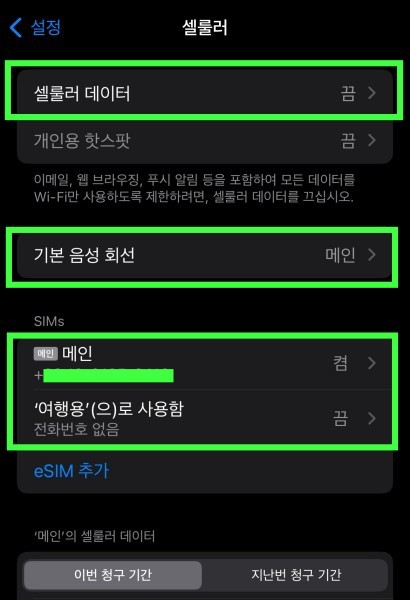 설정
셀룰러
셀룰러 데이터 끔
개인용 핫스팟 끔
이메일, 웹 브라우징, 푸시 알림 등을 포함하여 모든 데이터를
Wi-Fi만 사용하도록 제한하려면, 셀룰러 데이터를 끄십시오.
기본 음성 회선 메인
SIMs
메인 메인 켬
+
‘여행용’(으)로 사용함 끔
전화번호 없음
eSIM 추가
‘메인’의 셀룰러 데이터
이번 청구 기간 지난번 청구 기간